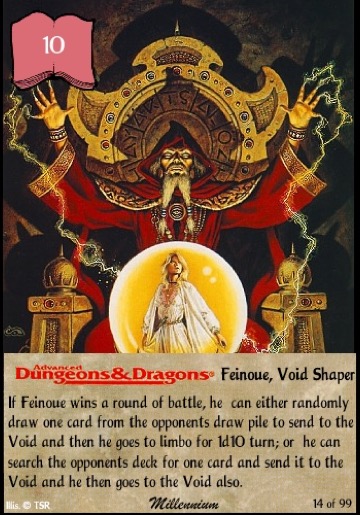 10
Advanced
Dungeons & Dragons® Feinoue, Void Shaper
If Feinoue wins a round of battle, he can either randomly
draw one card from the opponents draw pile to send to the
Void and then he goes to limbo for 1d10 turn; or he can
search the opponents deck for one card and send it to the
Void and he then goes to the Void also.
Illis. © TSR Millennium 14 of 99